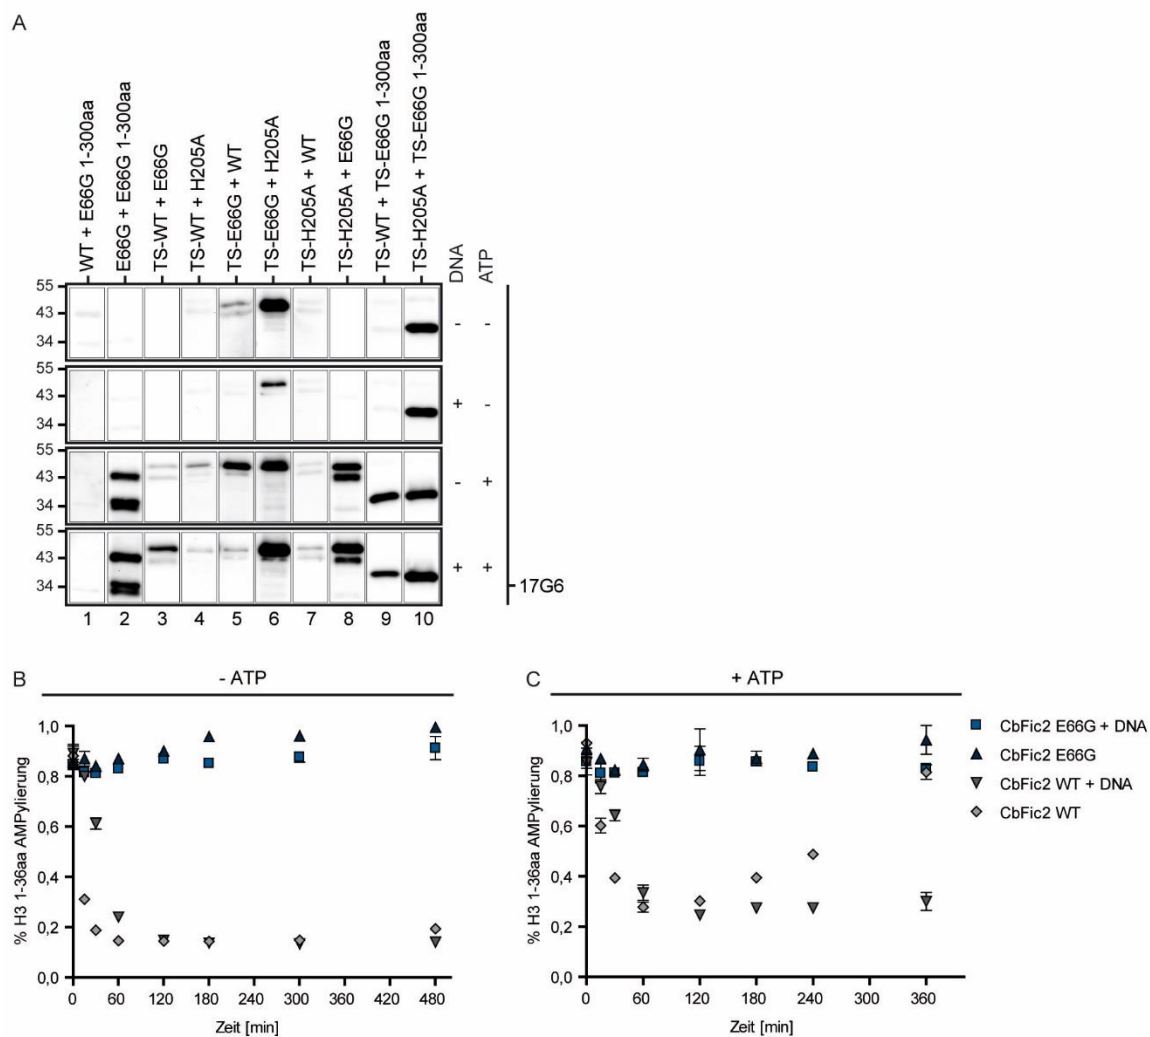 A
WT + E66G 1-300aa
E66G + E66G 1-300aa
TS-WT + E66G
TS-WT + H205A
TS-E66G + WT
TS-E66G + H205A
TS-H205A + WT
TS-H205A + E66G
TS-WT + TS-E66G 1-300aa
TS-H205A + TS-E66G 1-300aa
DNA
ATP
55
43
34
- -
55
43
34
+ -
55
43
34
- +
55
43
34
+ +
17G6
1 2 3 4 5 6 7 8 9 10
B
- ATP
% H3 1-36aa AMPylierung
1,0
0,8
0,6
0,4
0,2
0,0
0 60 120 180 240 300 360 420 480
Zeit [min]
C
+ ATP
% H3 1-36aa AMPylierung
1,0
0,8
0,6
0,4
0,2
0,0
0 60 120 180 240 300 360
Zeit [min]
CbFic2 E66G + DNA
CbFic2 E66G
CbFic2 WT + DNA
CbFic2 WT